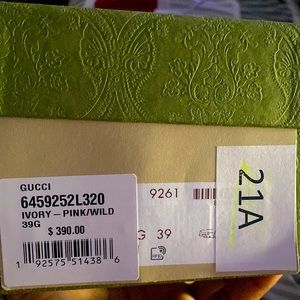 GUCCI
6459252L320
IVORY – PINK/WILD
39G
$ 390.00
1 92575 51438 6
9261
G 39
21A